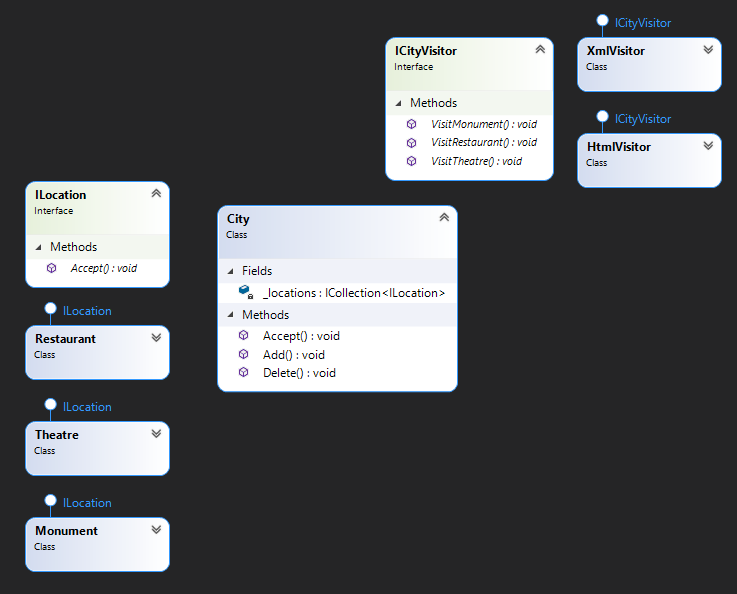 ICityVisitor
Interface
Methods
VisitMonument() : void
VisitRestaurant() : void
VisitTheatre() : void
ICityVisitor
XmlVisitor
Class
ICityVisitor
HtmlVisitor
Class
ILocation
Interface
Methods
Accept() : void
ILocation
Restaurant
Class
ILocation
Theatre
Class
ILocation
Monument
Class
City
Class
Fields
_locations : ICollection<ILocation>
Methods
Accept() : void
Add() : void
Delete() : void